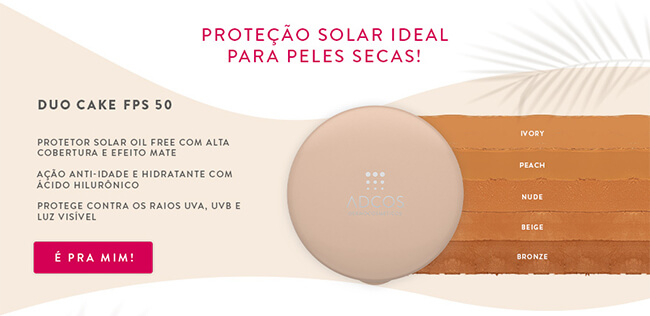 PROTEÇÃO SOLAR IDEAL
PARA PELES SECAS!
DUO CAKE FPS 50
PROTETOR SOLAR OIL FREE COM ALTA
COBERTURA E EFEITO MATE
AÇÃO ANTI-IDADE E HIDRATANTE COM
ÁCIDO HILURÔNICO
PROTEGE CONTRA OS RAIOS UVA, UVB E
LUZ VISÍVEL
É PRA MIM!
ADCOS
IVORY
PEACH
NUDE
BEIGE
BRONZE